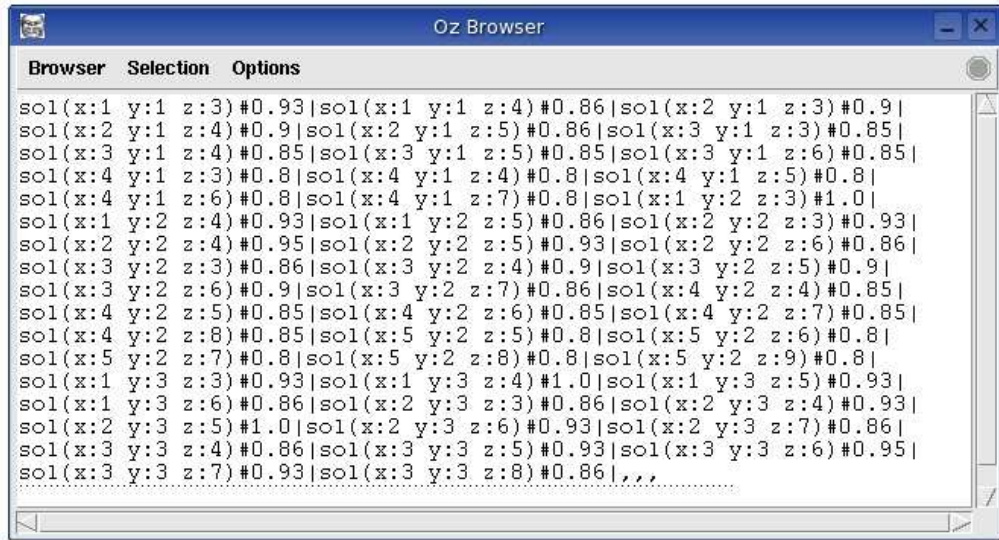 Oz Browser
Browser Selection Options
sol(x:1 y:1 z:3)#0.93|sol(x:1 y:1 z:4)#0.86|sol(x:2 y:1 z:3)#0.9|
sol(x:2 y:1 z:4)#0.9|sol(x:2 y:1 z:5)#0.86|sol(x:3 y:1 z:3)#0.85|
sol(x:3 y:1 z:4)#0.85|sol(x:3 y:1 z:5)#0.85|sol(x:3 y:1 z:6)#0.85|
sol(x:4 y:1 z:3)#0.8|sol(x:4 y:1 z:4)#0.8|sol(x:4 y:1 z:5)#0.8|
sol(x:4 y:1 z:6)#0.8|sol(x:4 y:1 z:7)#0.8|sol(x:1 y:2 z:3)#1.0|
sol(x:1 y:2 z:4)#0.93|sol(x:1 y:2 z:5)#0.86|sol(x:2 y:2 z:3)#0.93|
sol(x:2 y:2 z:4)#0.95|sol(x:2 y:2 z:5)#0.93|sol(x:2 y:2 z:6)#0.86|
sol(x:3 y:2 z:3)#0.86|sol(x:3 y:2 z:4)#0.9|sol(x:3 y:2 z:5)#0.9|
sol(x:3 y:2 z:6)#0.9|sol(x:3 y:2 z:7)#0.86|sol(x:4 y:2 z:4)#0.85|
sol(x:4 y:2 z:5)#0.85|sol(x:4 y:2 z:6)#0.85|sol(x:4 y:2 z:7)#0.85|
sol(x:4 y:2 z:8)#0.85|sol(x:5 y:2 z:5)#0.8|sol(x:5 y:2 z:6)#0.8|
sol(x:5 y:2 z:7)#0.8|sol(x:5 y:2 z:8)#0.8|sol(x:5 y:2 z:9)#0.8|
sol(x:1 y:3 z:3)#0.93|sol(x:1 y:3 z:4)#1.0|sol(x:1 y:3 z:5)#0.93|
sol(x:1 y:3 z:6)#0.86|sol(x:2 y:3 z:3)#0.86|sol(x:2 y:3 z:4)#0.93|
sol(x:2 y:3 z:5)#1.0|sol(x:2 y:3 z:6)#0.93|sol(x:2 y:3 z:7)#0.86|
sol(x:3 y:3 z:4)#0.86|sol(x:3 y:3 z:5)#0.93|sol(x:3 y:3 z:6)#0.95|
sol(x:3 y:3 z:7)#0.93|sol(x:3 y:3 z:8)#0.86|,,,